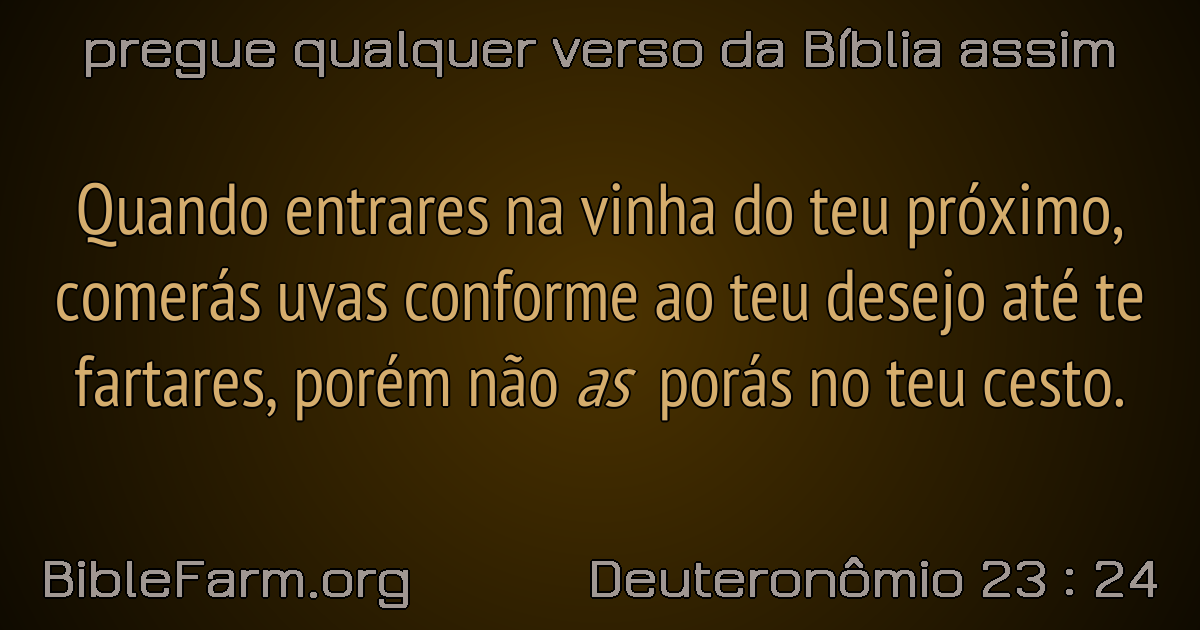 pregue qualquer verso da Bíblia assim
Quando entrares na vinha do teu próximo,
comerás uvas conforme ao teu desejo até te
fartares, porém não as porás no teu cesto.
BibleFarm.org
Deuteronômio 23 : 24